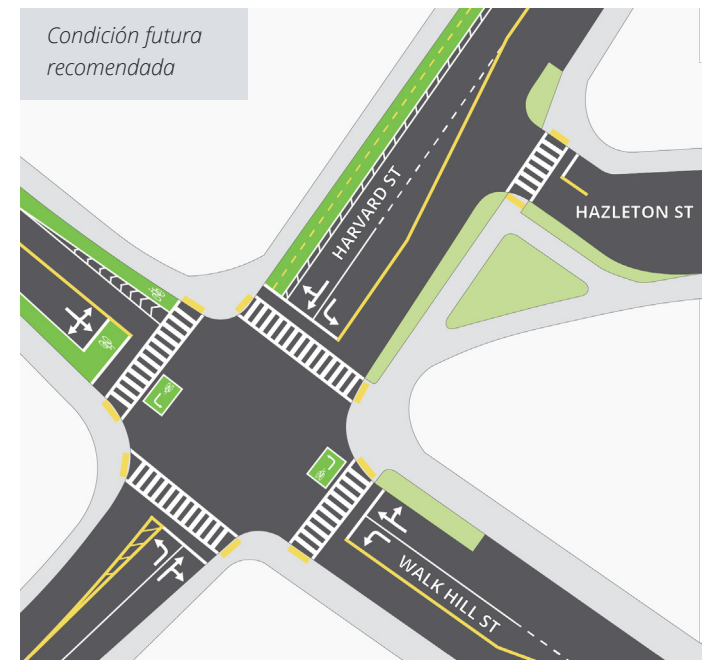 Condición futura
recomendada
HARVARD ST
HAZLETON ST
WALK HILL ST